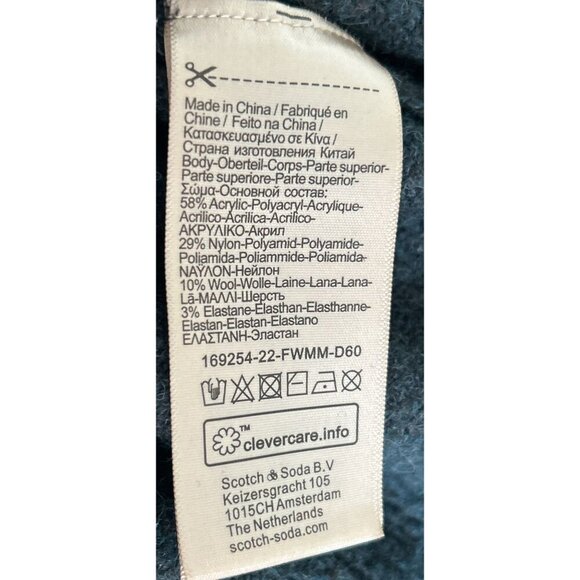 Made in China / Fabriqué en
Chine / Feito na China /
Κατασκευασμένο σε Κίνα /
Страна изготовления Китай
Body-Oberteil-Corps-Parte superior-
Parte superiore-Parte superior-
Σώμα-Основной состав:
58% Acrylic-Polyacryl-Acrylique-
Acrilico-Acrilica-Acrílico-
ΑΚΡΥΛΙΚΟ-Акрил
29% Nylon-Polyamid-Polyamide-
Poliamida-Poliammide-Poliamida-
ΝΑΫΛΟΝ-Нейлон
10% Wool-Wolle-Laine-Lana-Lana-
Lã-ΜΑΛΛΙ-Шерсть
3% Elastane-Elasthan-Elasthanne-
Elastan-Elastan-Elastano
ΕΛΑΣΤΑΝΗ-Эластан
169254-22-FWMM-D60
™ clevercare.info
Scotch & Soda B.V
Keizersgracht 105
1015CH Amsterdam
The Netherlands
scotch-soda.com